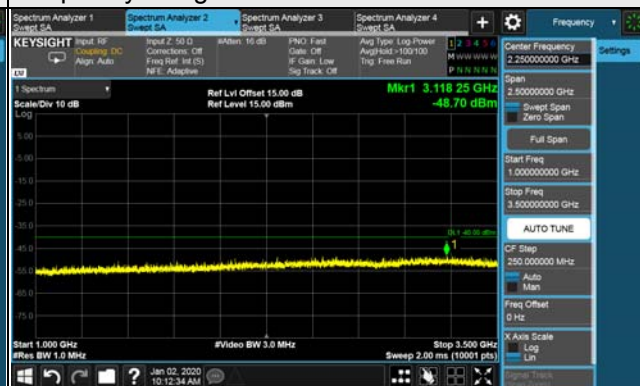 Spectrum Analyzer 1
Swept SA
Spectrum Analyzer 2
Swept SA
Spectrum Analyzer 3
Swept SA
Spectrum Analyzer 4
Swept SA
+
Frequency
KEYSIGHT
Input: RF
Coupling: DC
Align: Auto
Input Z: 50 Ω
Corrections: Off
Freq Ref: Int (S)
NFE: Adaptive
#Atten: 16 dB
PNO: Fast
Gate: Off
IF Gain: Low
Sig Track: Off
Avg Type: Log-Power
Avg|Hold:>100/100
Trig: Free Run
1 2 3 4 5 6
M W W W W W
P N N N N N
LXI
1 Spectrum
Scale/Div 10 dB
Log
Ref Lvl Offset 15.00 dB
Ref Level 15.00 dBm
Mkr1 3.118 25 GHz
-48.70 dBm
5.00
-5.00
-15.0
-25.0
-35.0
-45.0
-55.0
-65.0
-75.0
DL1 -40.00 dBm
1
Start 1.000 GHz
#Res BW 1.0 MHz
#Video BW 3.0 MHz
Stop 3.500 GHz
Sweep 2.00 ms (10001 pts)
Center Frequency
2.250000000 GHz
Settings
Span
2.50000000 GHz
Swept Span
Zero Span
Full Span
Start Freq
1.000000000 GHz
Stop Freq
3.500000000 GHz
AUTO TUNE
CF Step
250.000000 MHz
Auto
Man
Freq Offset
0 Hz
X Axis Scale
Log
Lin
Signal Track
?
Jan 02, 2020
10:12:34 AM